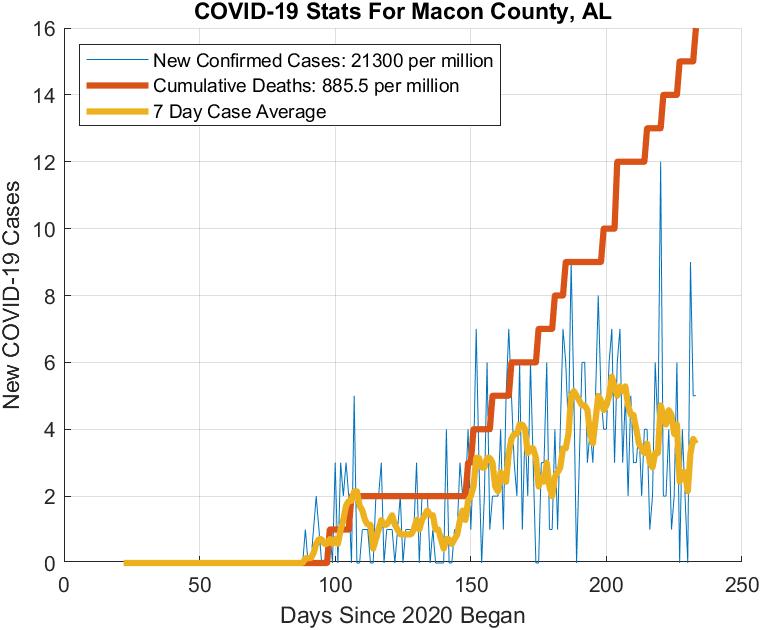 COVID-19 Stats For Macon County, AL
New Confirmed Cases: 21300 per million
Cumulative Deaths: 885.5 per million
7 Day Case Average
16
14
12
10
8
6
4
2
0
New COVID-19 Cases
0 50 100 150 200 250
Days Since 2020 Began